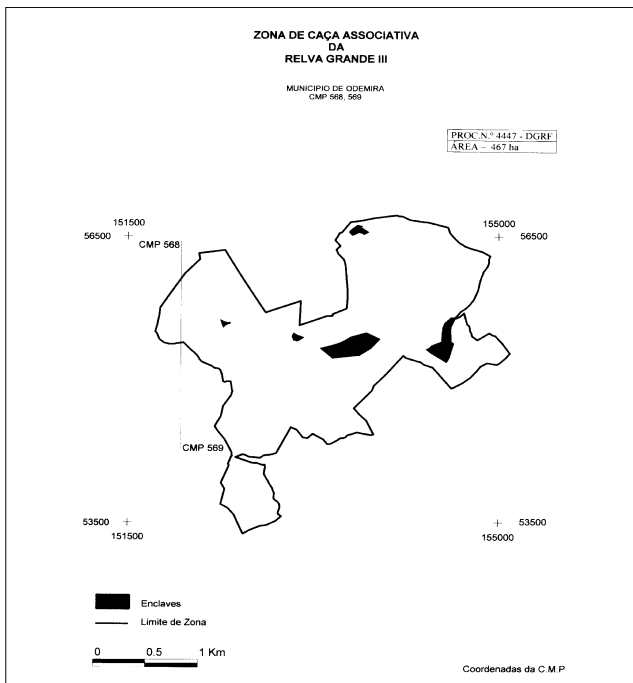 ZONA DE CAÇA ASSOCIATIVA
DA
RELVA GRANDE III
MUNICIPIO DE ODEMIRA
CMP 568, 569
PROC.N.º 4447 - DGRF
ÁREA – 467 ha
151500
56500
155000
56500
CMP 568
CMP 569
53500
151500
53500
155000
Enclaves
Limite de Zona
0 0.5 1 Km
Coordenadas da C.M.P